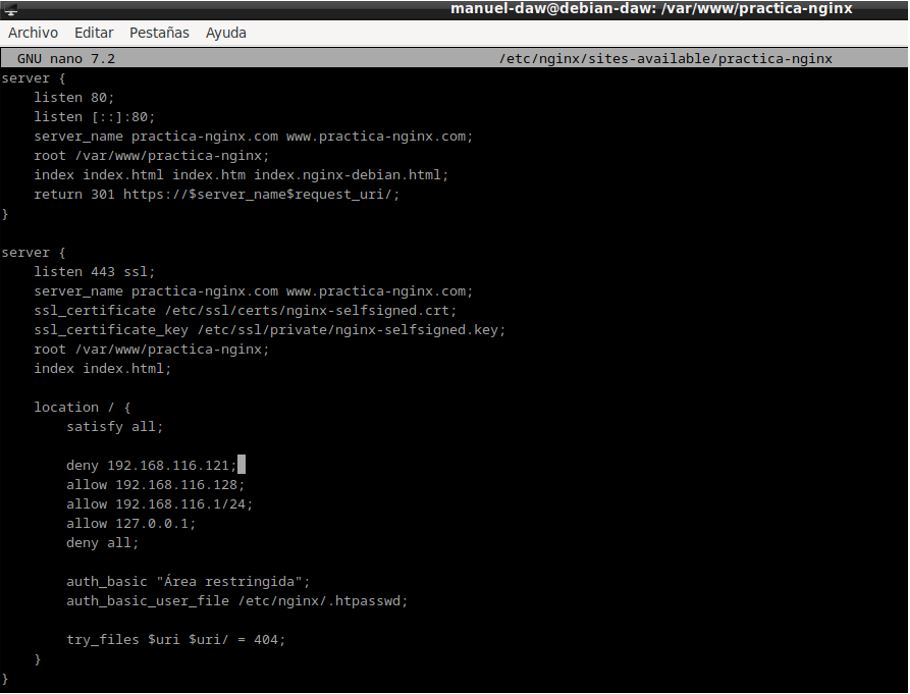 manuel-daw@debian-daw: /var/www/practica-nginx
Archivo Editar Pestañas Ayuda
GNU nano 7.2 /etc/nginx/sites-available/practica-nginx
server {
    listen 80;
    listen [::]:80;
    server_name practica-nginx.com www.practica-nginx.com;
    root /var/www/practica-nginx;
    index index.html index.htm index.nginx-debian.html;
    return 301 https://$server_name$request_uri/;
}

server {
    listen 443 ssl;
    server_name practica-nginx.com www.practica-nginx.com;
    ssl_certificate /etc/ssl/certs/nginx-selfsigned.crt;
    ssl_certificate_key /etc/ssl/private/nginx-selfsigned.key;
    root /var/www/practica-nginx;
    index index.html;

    location / {
        satisfy all;

        deny 192.168.116.121;
        allow 192.168.116.128;
        allow 192.168.116.1/24;
        allow 127.0.0.1;
        deny all;

        auth_basic "Área restringida";
        auth_basic_user_file /etc/nginx/.htpasswd;

        try_files $uri $uri/ = 404;
    }
}